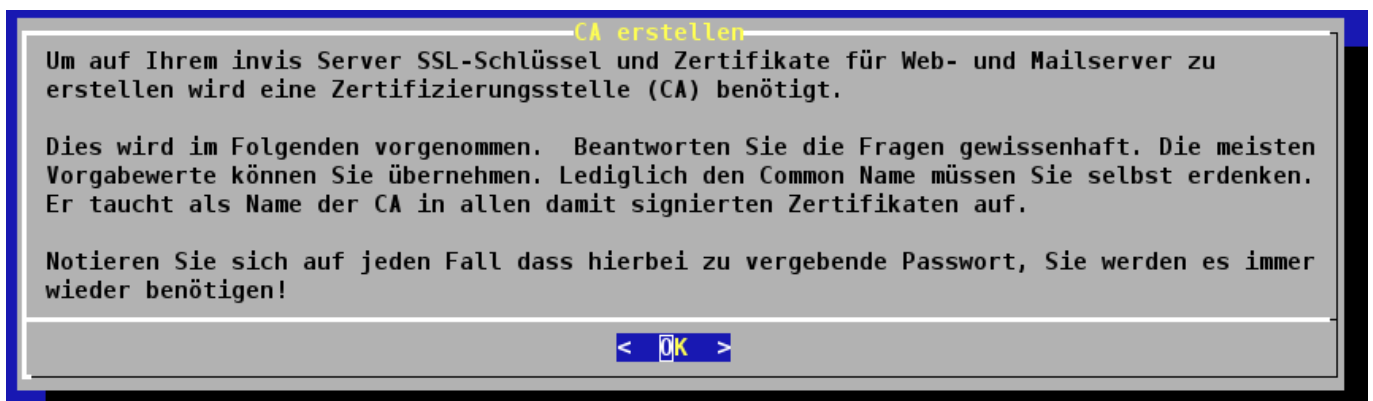 CA erstellen
Um auf Ihrem invis Server SSL-Schlüssel und Zertifikate für Web- und Mailserver zu
erstellen wird eine Zertifizierungsstelle (CA) benötigt.
Dies wird im Folgenden vorgenommen.  Beantworten Sie die Fragen gewissenhaft. Die meisten
Vorgabewerte können Sie übernehmen. Lediglich den Common Name müssen Sie selbst erdenken.
Er taucht als Name der CA in allen damit signierten Zertifikaten auf.
Notieren Sie sich auf jeden Fall dass hierbei zu vergebende Passwort, Sie werden es immer
wieder benötigen!
<  OK  >